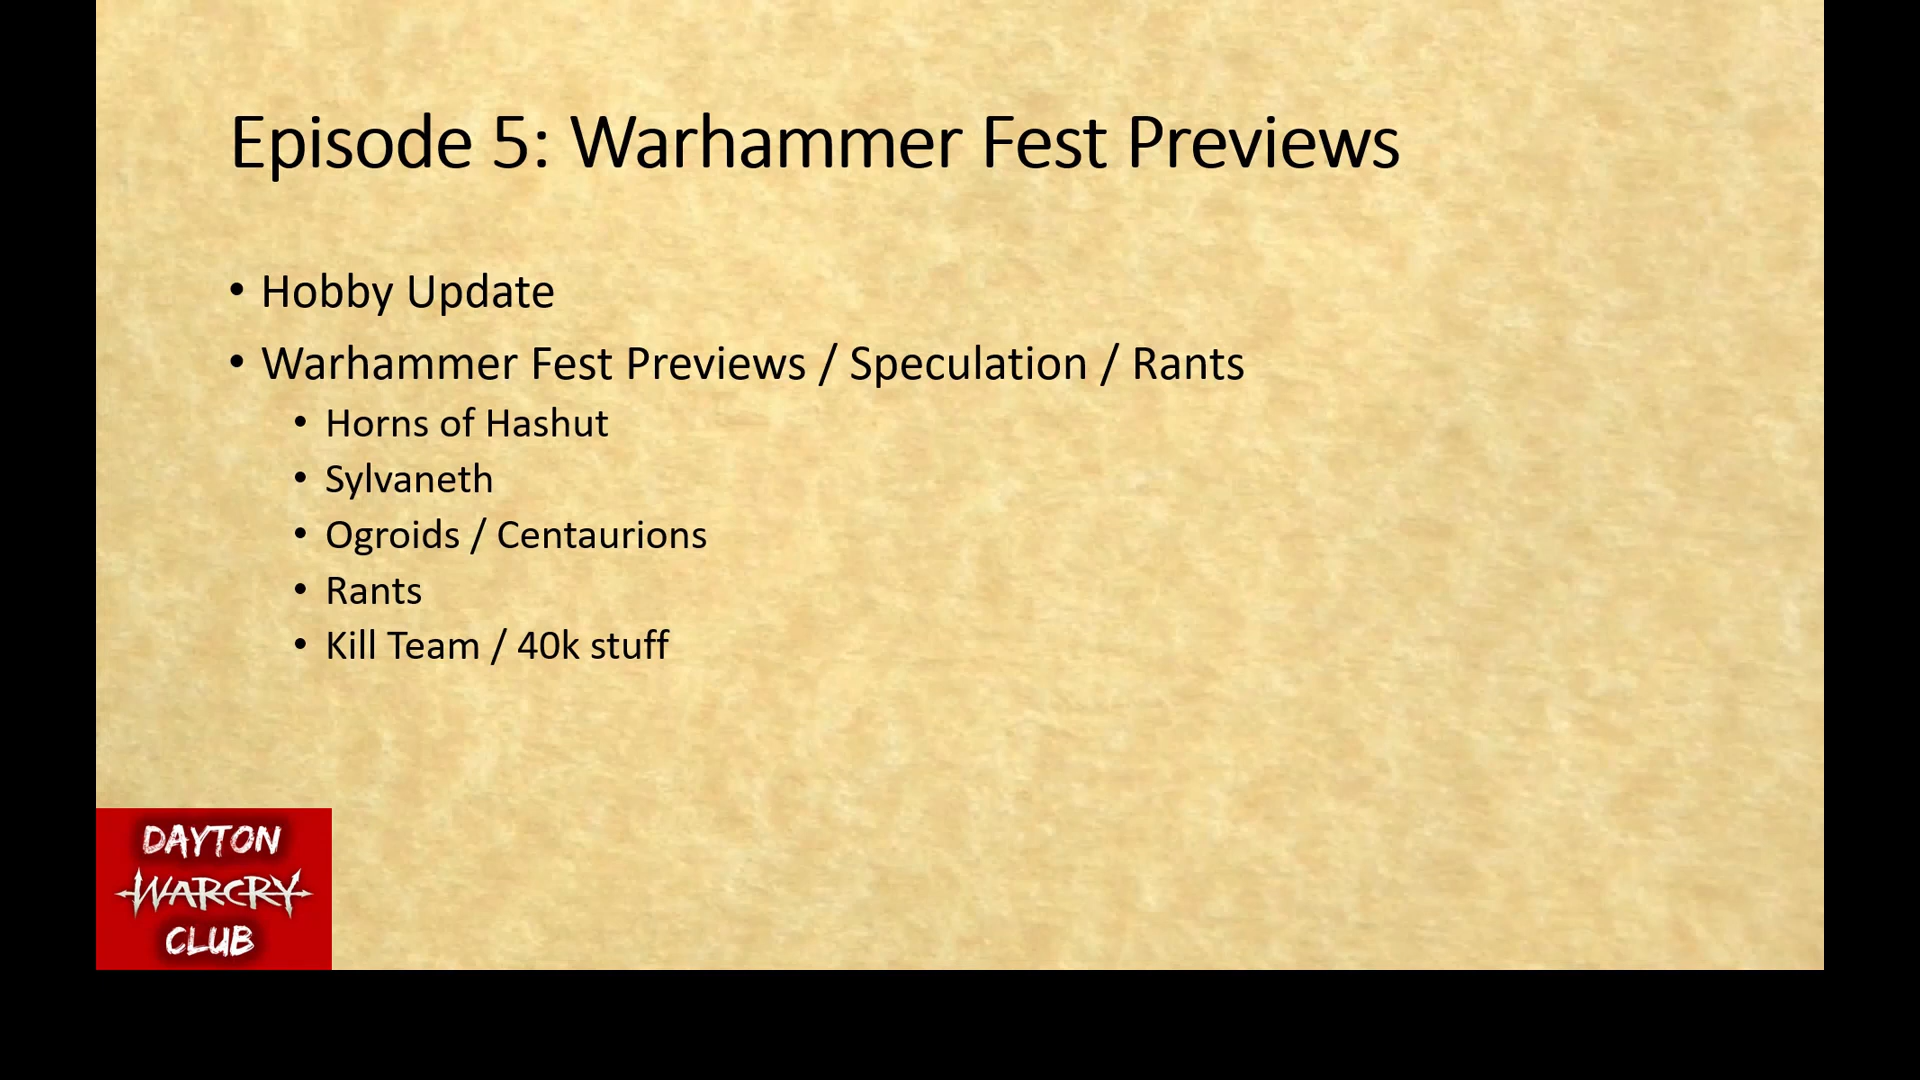 Episode 5: Warhammer Fest Previews
• Hobby Update
• Warhammer Fest Previews / Speculation / Rants
• Horns of Hashut
• Sylvaneth
• Ogroids / Centaurions
• Rants
• Kill Team / 40k stuff
DAYTON
WARCRY
CLUB